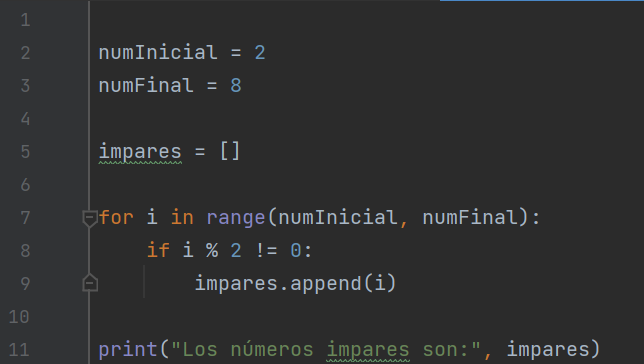 1
2 numInicial = 2
3 numFinal = 8
4
5 impares = []
6
7 for i in range(numInicial, numFinal):
8     if i % 2 != 0:
9         impares.append(i)
10
11 print("Los números impares son:", impares)